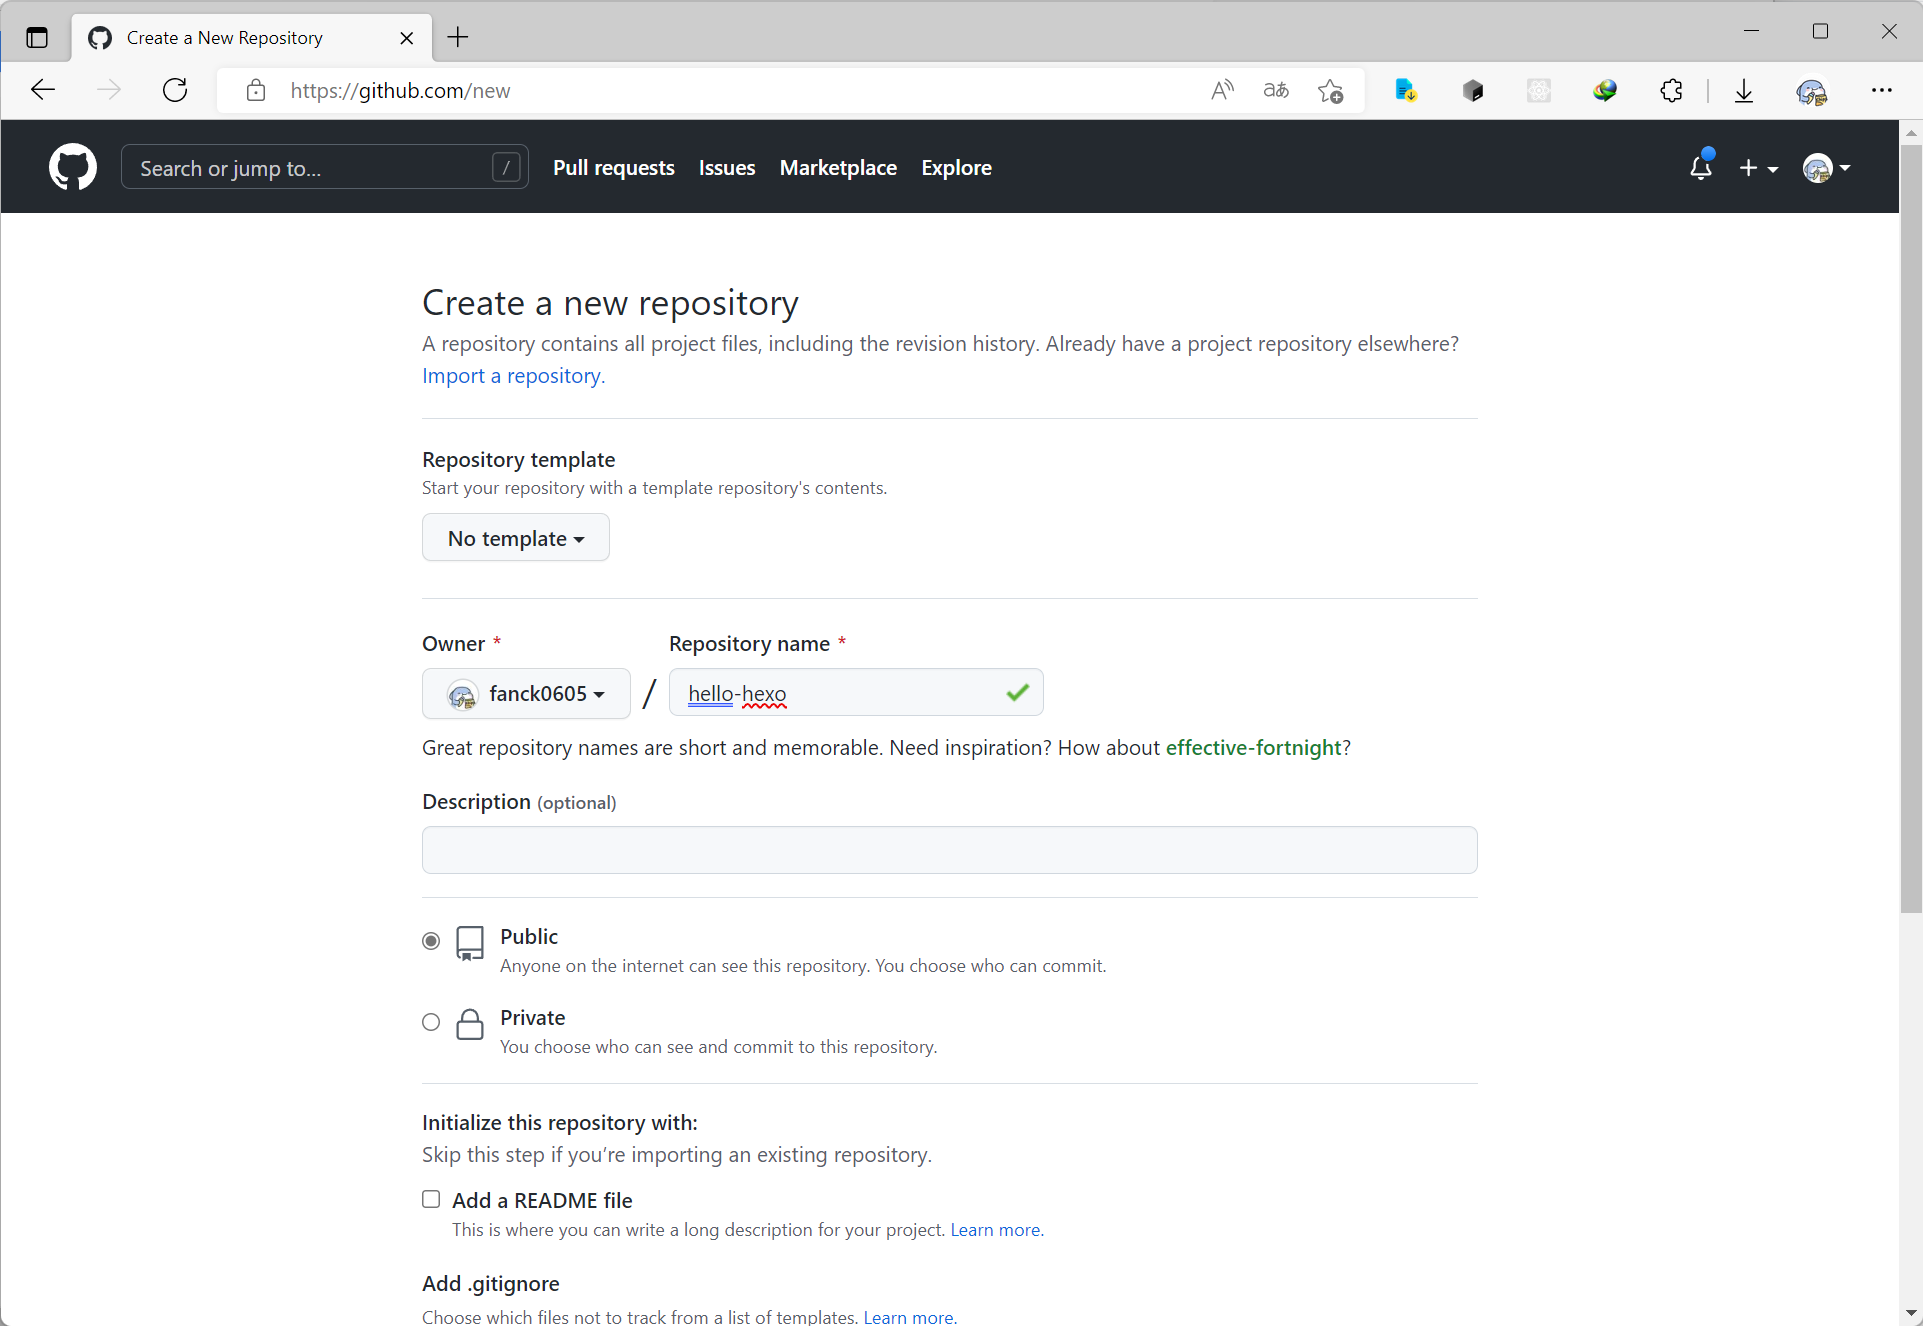 Create a New Repository
https://github.com/new
Search or jump to... /
Pull requests Issues Marketplace Explore
Create a new repository
A repository contains all project files, including the revision history. Already have a project repository elsewhere?
Import a repository.
Repository template
Start your repository with a template repository's contents.
No template
Owner * Repository name *
fanck0605 / hello-hexo
Great repository names are short and memorable. Need inspiration? How about effective-fortnight?
Description (optional)
Public
Anyone on the internet can see this repository. You choose who can commit.
Private
You choose who can see and commit to this repository.
Initialize this repository with:
Skip this step if you’re importing an existing repository.
Add a README file
This is where you can write a long description for your project. Learn more.
Add .gitignore
Choose which files not to track from a list of templates. Learn more.